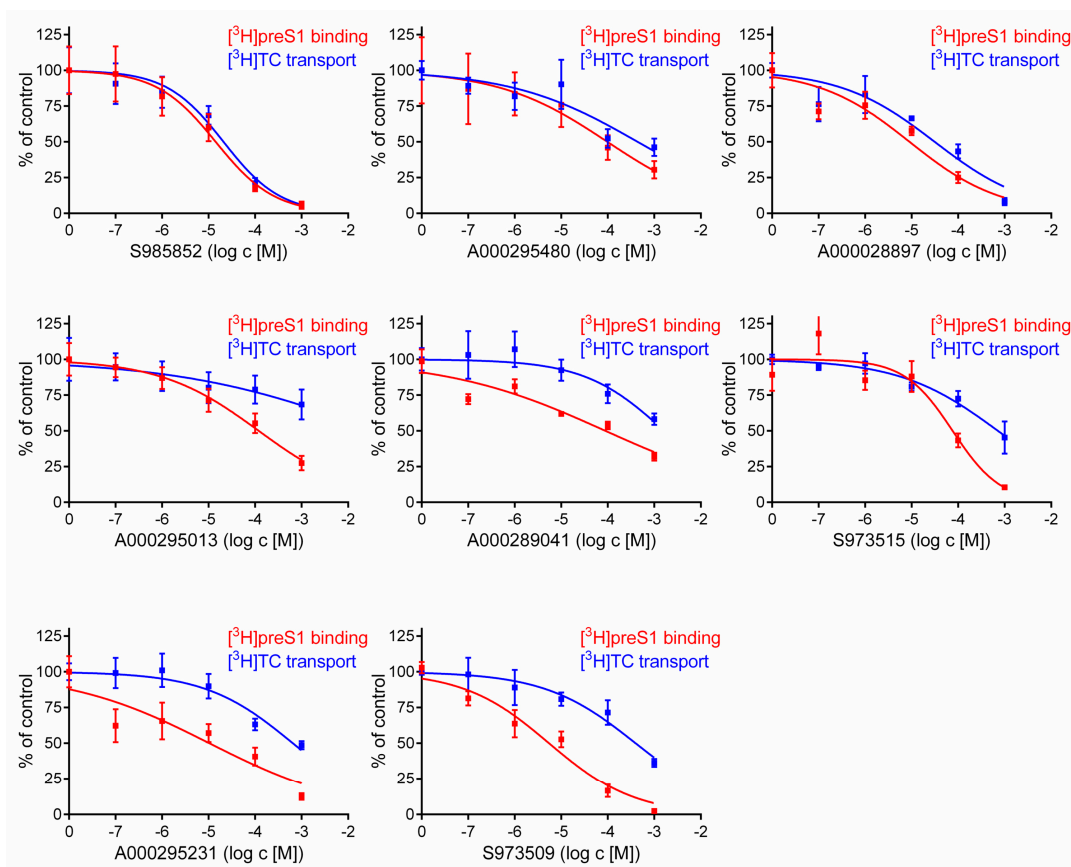 [³H]preS1 binding
[³H]TC transport
% of control
125
100
75
50
25
0
0 -7 -6 -5 -4 -3 -2
S985852 (log c [M])
[³H]preS1 binding
[³H]TC transport
% of control
125
100
75
50
25
0
0 -7 -6 -5 -4 -3 -2
A000295480 (log c [M])
[³H]preS1 binding
[³H]TC transport
% of control
125
100
75
50
25
0
0 -7 -6 -5 -4 -3 -2
A000028897 (log c [M])
[³H]preS1 binding
[³H]TC transport
% of control
125
100
75
50
25
0
0 -7 -6 -5 -4 -3 -2
A000295013 (log c [M])
[³H]preS1 binding
[³H]TC transport
% of control
125
100
75
50
25
0
0 -7 -6 -5 -4 -3 -2
A000289041 (log c [M])
[³H]preS1 binding
[³H]TC transport
% of control
125
100
75
50
25
0
0 -7 -6 -5 -4 -3 -2
S973515 (log c [M])
[³H]preS1 binding
[³H]TC transport
% of control
125
100
75
50
25
0
0 -7 -6 -5 -4 -3 -2
A000295231 (log c [M])
[³H]preS1 binding
[³H]TC transport
% of control
125
100
75
50
25
0
0 -7 -6 -5 -4 -3 -2
S973509 (log c [M])